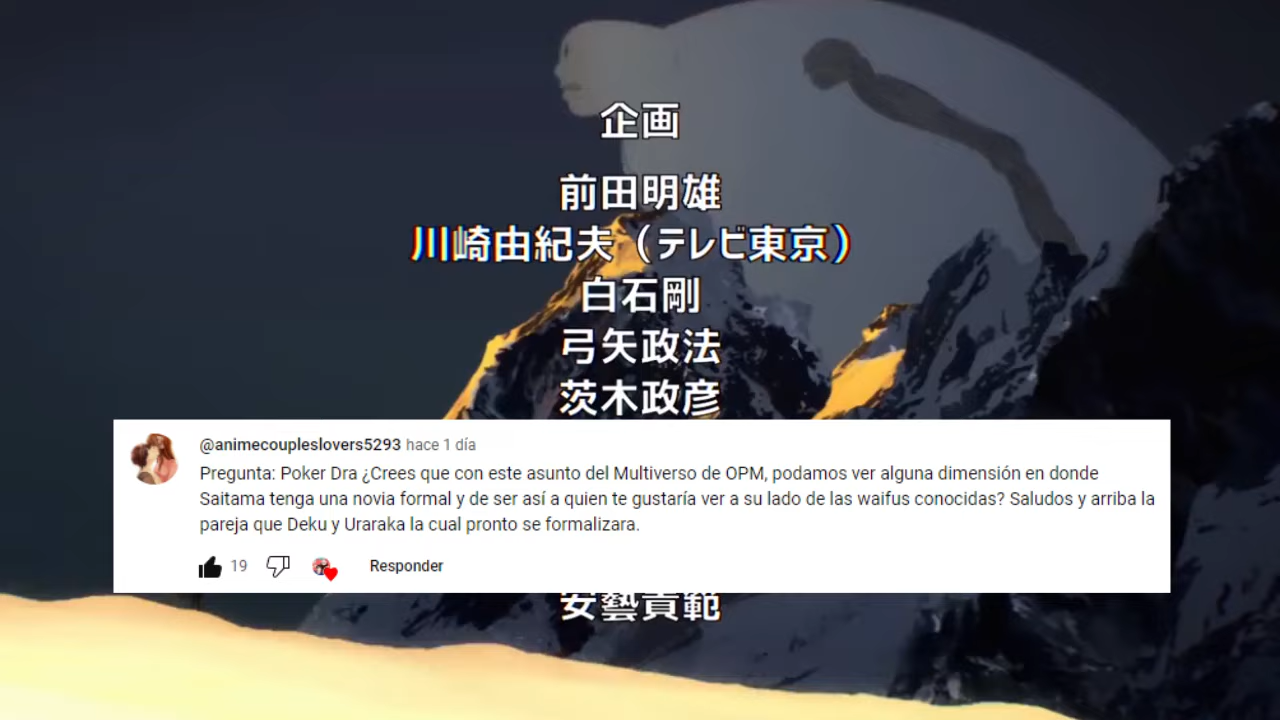 企画
前田明雄
川崎由紀夫（テレビ東京）
白石剛
弓矢政法
茨木政彦
@animecoupleslovers5293 hace 1 día
Pregunta: Poker Dra ¿Crees que con este asunto del Multiverso de OPM, podamos ver alguna dimensión en donde
Saitama tenga una novia formal y de ser así a quien te gustaría ver a su lado de las waifus conocidas? Saludos y arriba la
pareja que Deku y Uraraka la cual pronto se formalizara.
19
Responder
安藝貴範